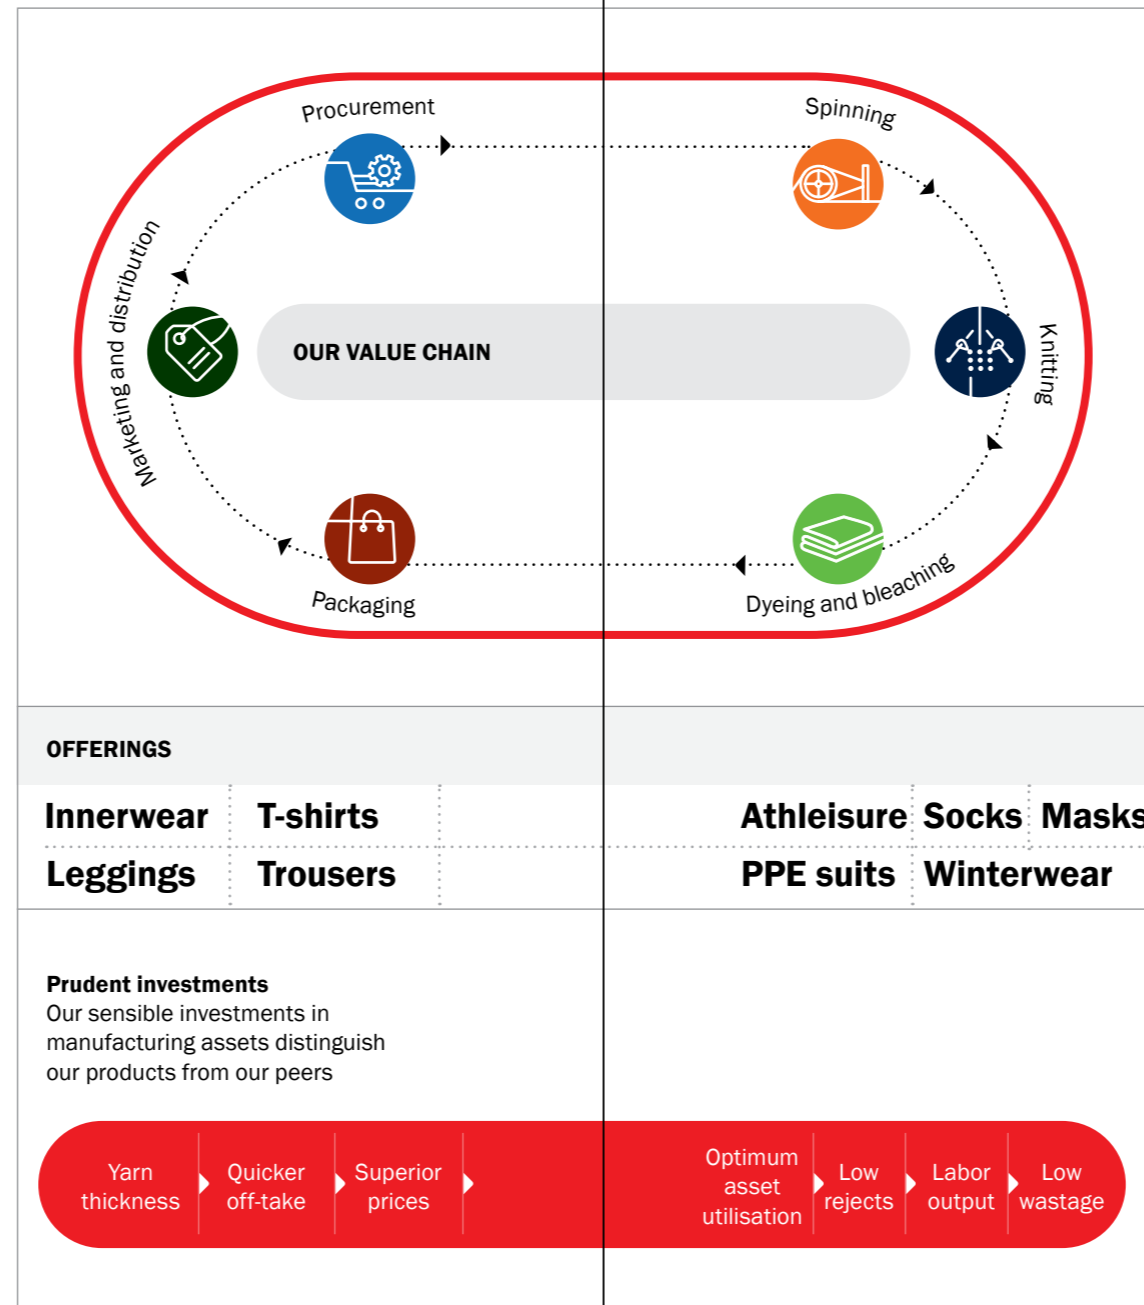 Procurement
Spinning
Marketing and distribution
OUR VALUE CHAIN
Knitting
Packaging
Dyeing and bleaching
OFFERINGS
Innerwear T-shirts Athleisure Socks Masks
Leggings Trousers PPE suits Winterwear
Prudent investments
Our sensible investments in
manufacturing assets distinguish
our products from our peers
Yarn
thickness
Quicker
off-take
Superior
prices
Optimum
asset
utilisation
Low
rejects
Labor
output
Low
wastage